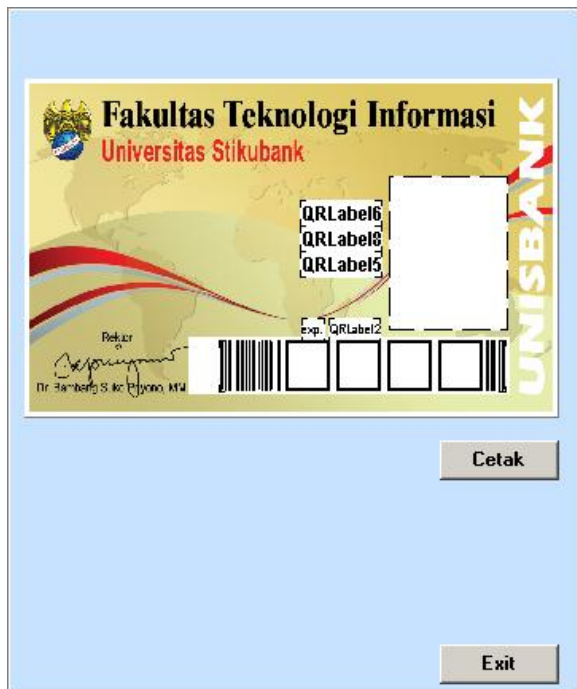 Fakultas Teknologi Informasi
Universitas Stikubank
UNISBANK
QRLabel6
QRLabel8
QRLabel5
exp. QRLabel2
Rektor
Dr. Bambang Suko Priyono, MM
Cetak
Exit